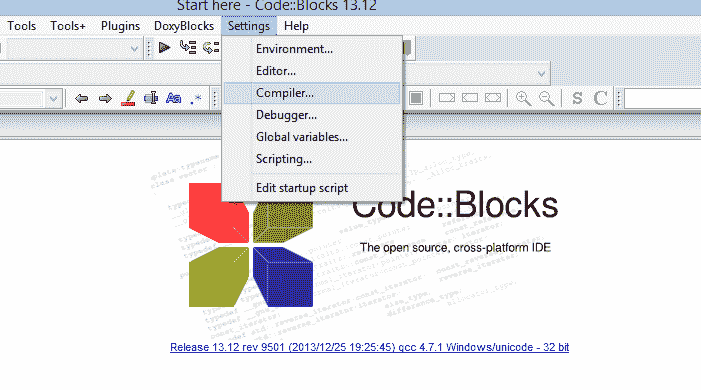 Start here - Code::Blocks 13.12
Tools Tools+ Plugins DoxyBlocks Settings Help
Environment...
Editor...
Compiler...
Aa .* S C
Debugger...
Global variables...
Scripting...
Edit startup script
Code::Blocks
The open source, cross-platform IDE
Release 13.12 rev 9501 (2013/12/25 19:25:45) gcc 4.7.1 Windows/unicode - 32 bit